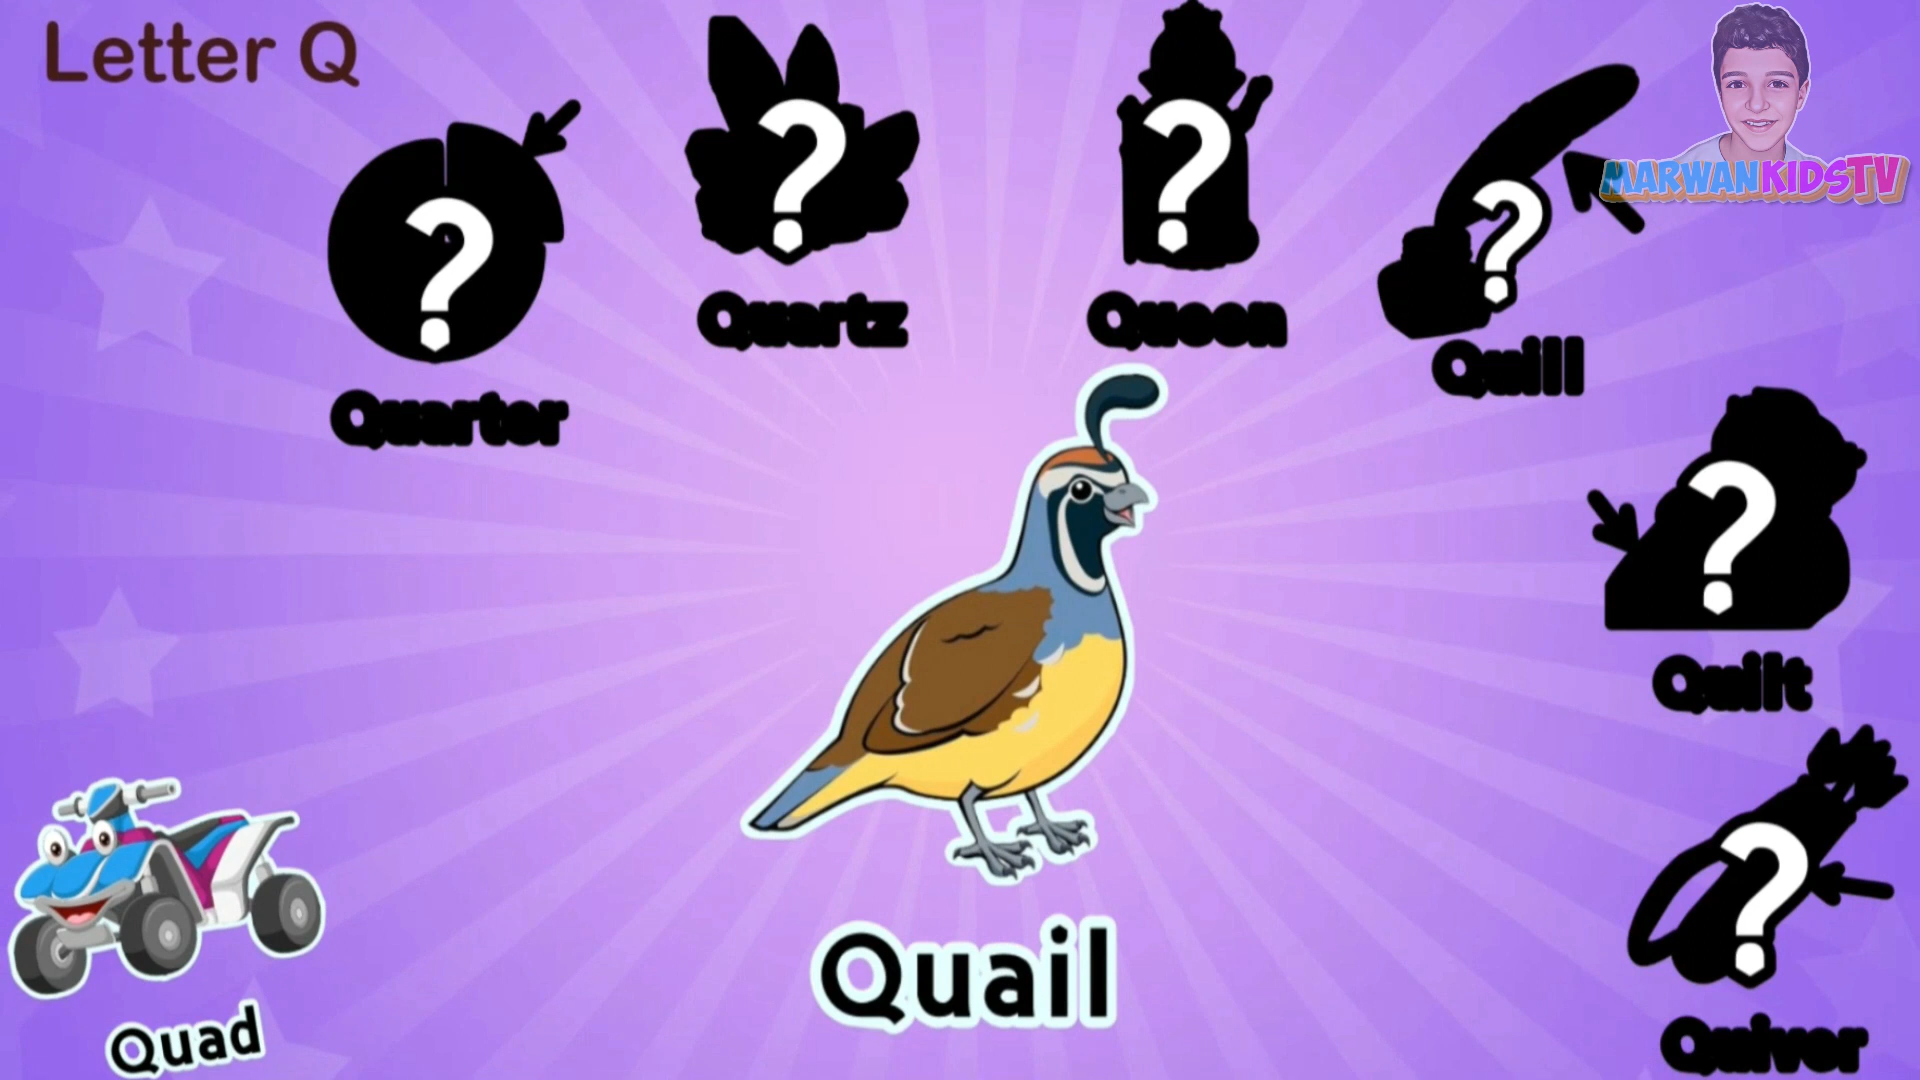 Letter Q
MARWANKIDSTV
Quarter
Quartz
Queen
Quill
Quilt
Quiver
Quad
Quail
?
?
?
?
?
?